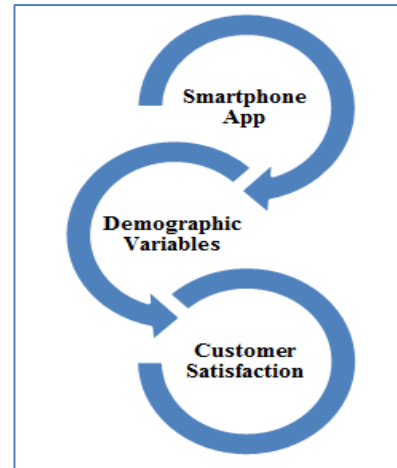 Smartphone
App
Demographic
Variables
Customer
Satisfaction